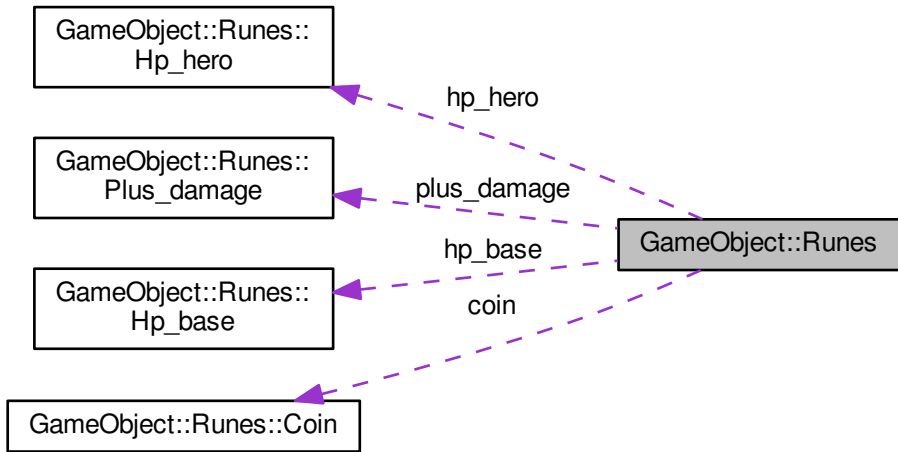 GameObject::Runes::
Hp_hero
hp_hero
GameObject::Runes::
Plus_damage
plus_damage
GameObject::Runes
hp_base
GameObject::Runes::
Hp_base
coin
GameObject::Runes::Coin